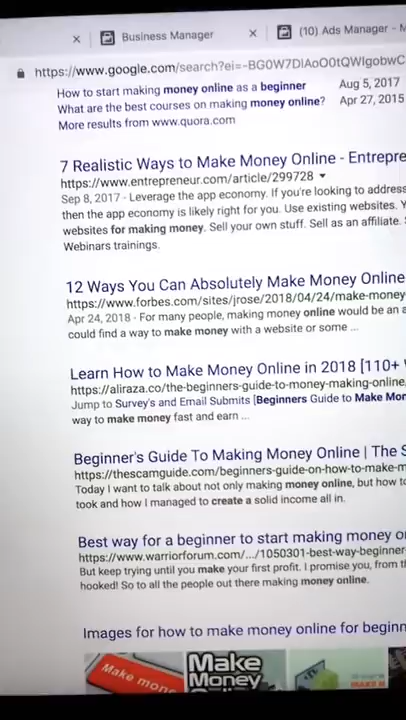 Business Manager
(10) Ads Manager -
https://www.google.com/search?ei=-BG0W7DIAoO0tQWIgobwC
How to start making money online as a beginner Aug 5, 2017
What are the best courses on making money online? Apr 27, 2015
More results from www.quora.com
7 Realistic Ways to Make Money Online - Entrepre
https://www.entrepreneur.com/article/299728
Sep 8, 2017 - Leverage the app economy. If you're looking to address
then the app economy is likely right for you. Use existing websites. Y
websites for making money. Sell your own stuff. Sell as an affiliate. S
Webinars trainings.
12 Ways You Can Absolutely Make Money Online
https://www.forbes.com/sites/jrose/2018/04/24/make-money-
Apr 24, 2018 - For many people, making money online would be an a
could find a way to make money with a website or some ...
Learn How to Make Money Online in 2018 [110+
https://aliraza.co/the-beginners-guide-to-money-making-online
Jump to Survey's and Email Submits [Beginners Guide to Make Mon
way to make money fast and earn ...
Beginner's Guide To Making Money Online | The S
https://thescamguide.com/beginners-guide-on-how-to-make-m
Today I want to talk about not only making money online, but how to
took and how I managed to create a solid income all in.
Best way for a beginner to start making money o
https://www.warriorforum.com/.../1050301-best-way-beginner-
But keep trying until you make your first profit. I promise you, from t
hooked! So to all the people out there making money online.
Images for how to make money online for beginn
Make mon
Make
Money